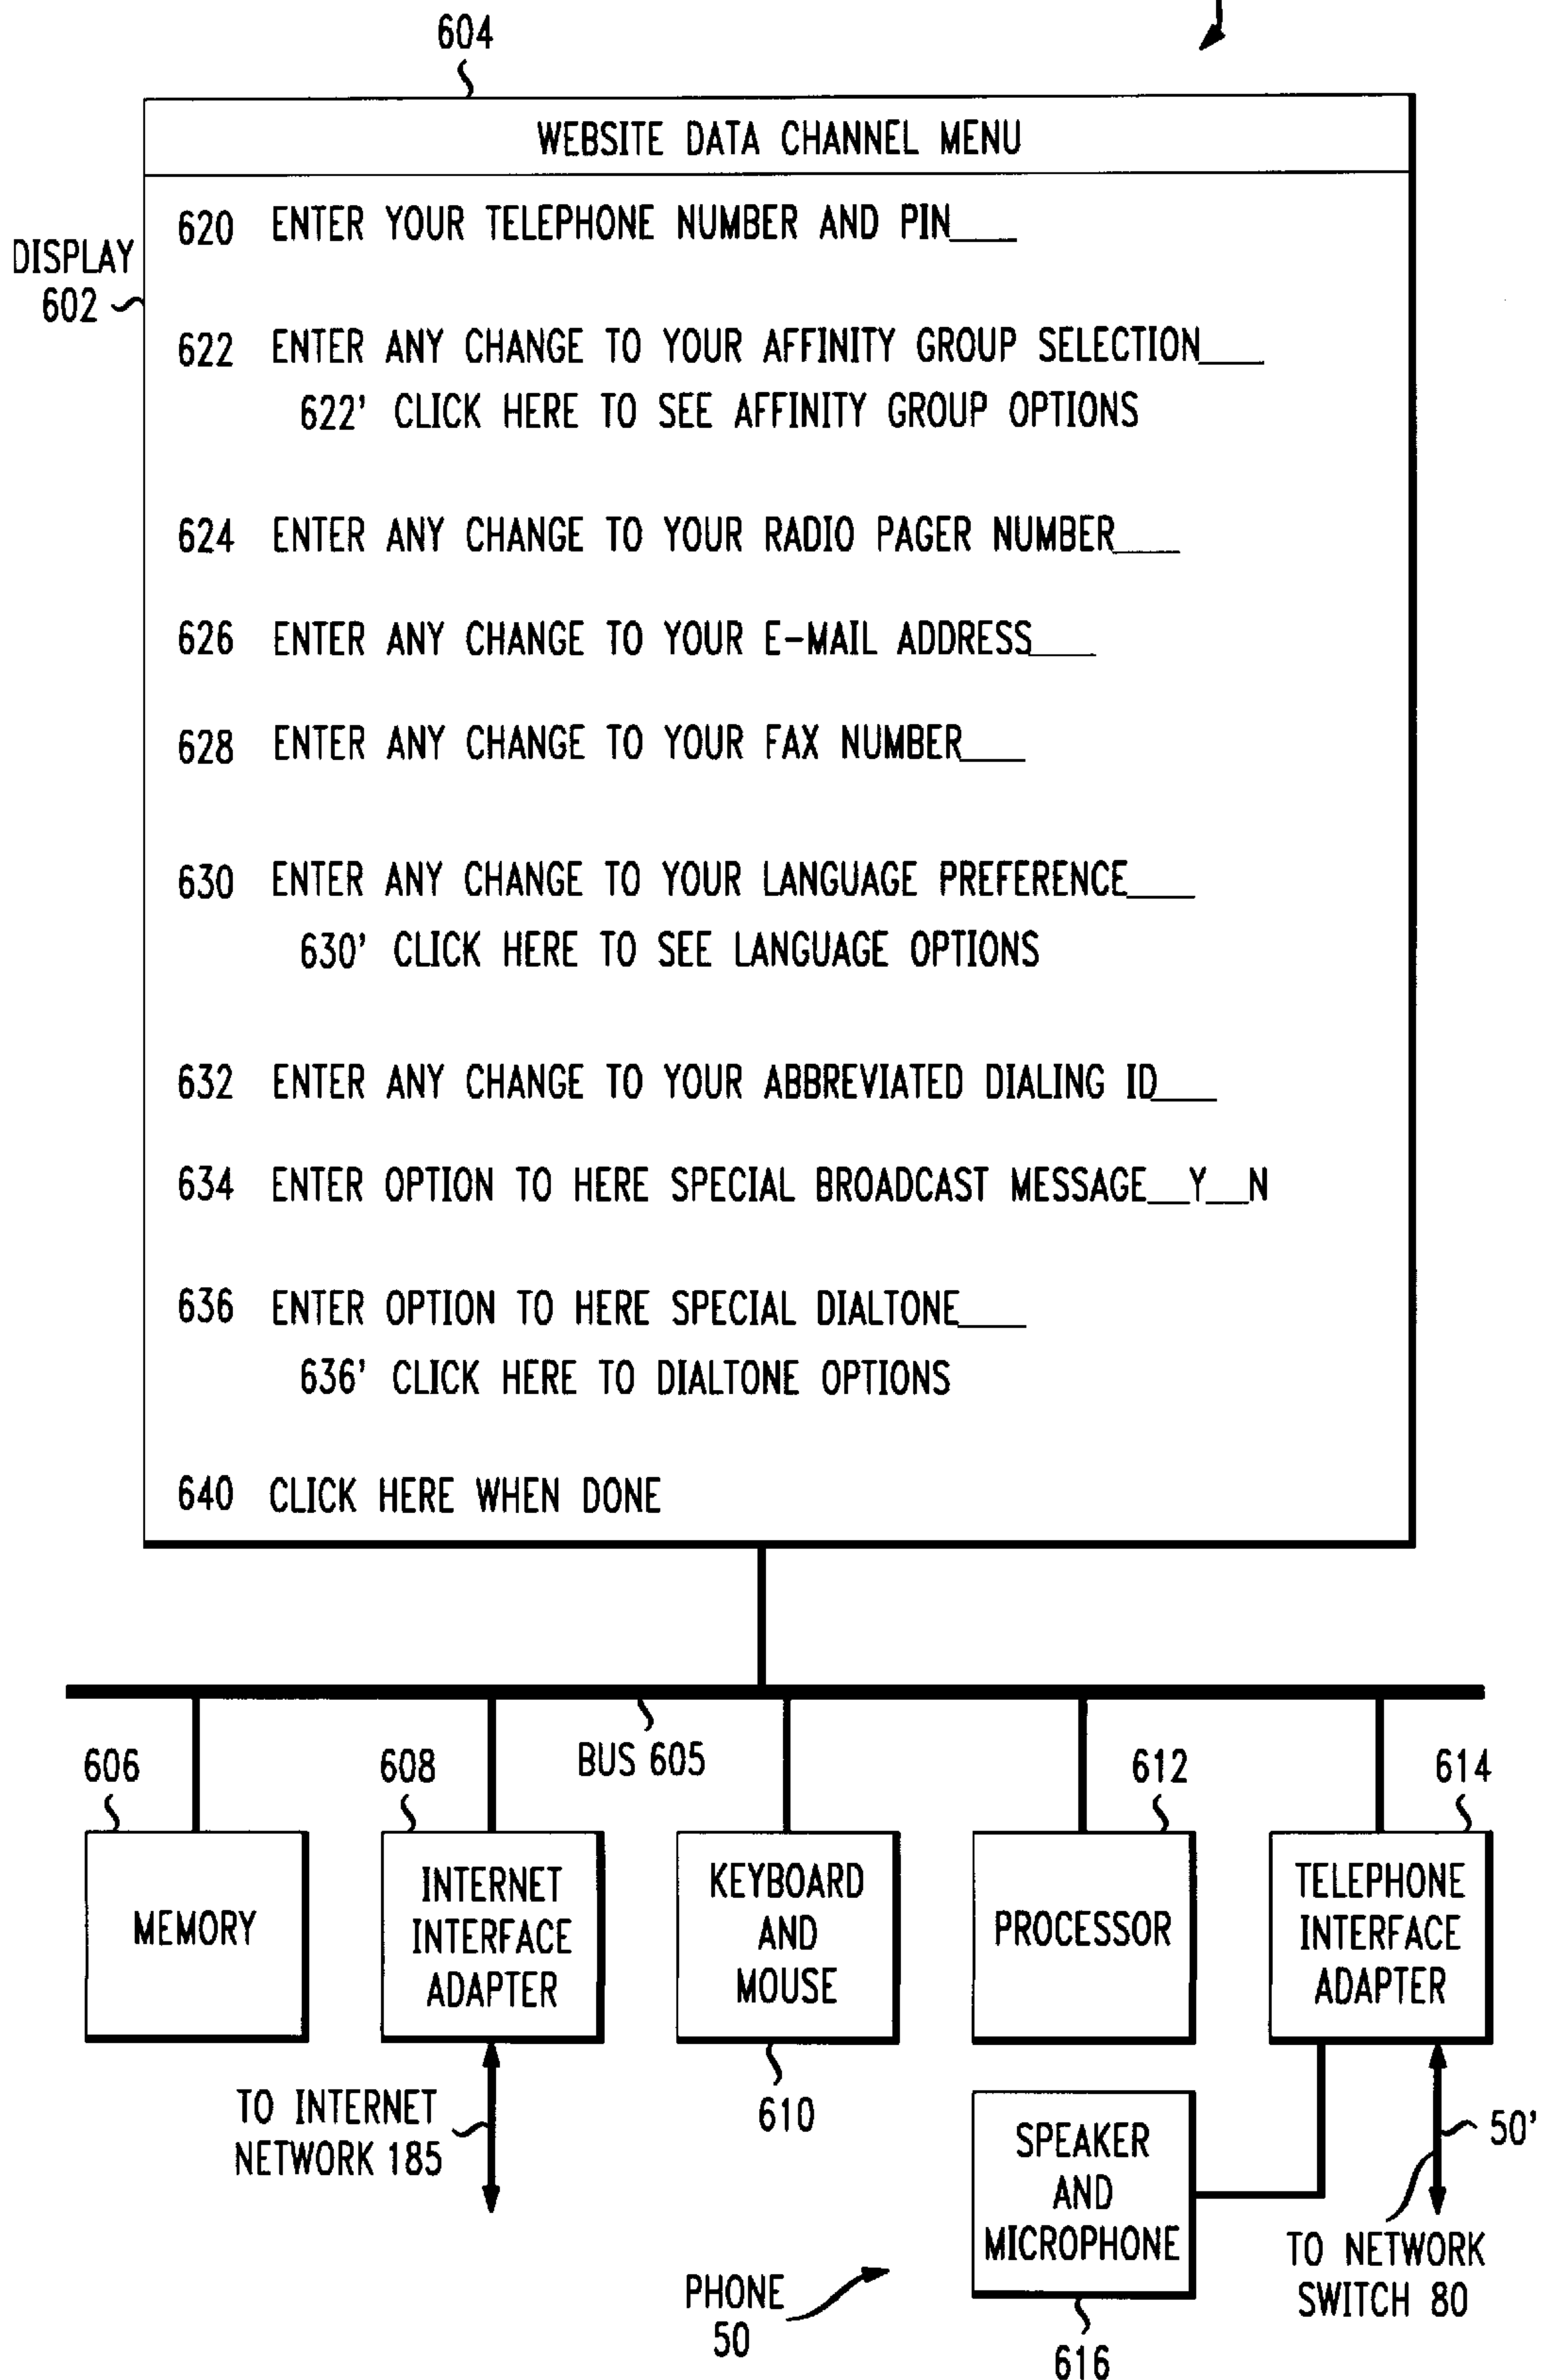 604
WEBSITE DATA CHANNEL MENU
DISPLAY
602
620 ENTER YOUR TELEPHONE NUMBER AND PIN___
622 ENTER ANY CHANGE TO YOUR AFFINITY GROUP SELECTION___
622' CLICK HERE TO SEE AFFINITY GROUP OPTIONS
624 ENTER ANY CHANGE TO YOUR RADIO PAGER NUMBER___
626 ENTER ANY CHANGE TO YOUR E-MAIL ADDRESS___
628 ENTER ANY CHANGE TO YOUR FAX NUMBER___
630 ENTER ANY CHANGE TO YOUR LANGUAGE PREFERENCE___
630' CLICK HERE TO SEE LANGUAGE OPTIONS
632 ENTER ANY CHANGE TO YOUR ABBREVIATED DIALING ID___
634 ENTER OPTION TO HERE SPECIAL BROADCAST MESSAGE__Y__N
636 ENTER OPTION TO HERE SPECIAL DIALTONE___
636' CLICK HERE TO DIALTONE OPTIONS
640 CLICK HERE WHEN DONE
BUS 605
606
MEMORY
608
INTERNET
INTERFACE
ADAPTER
TO INTERNET
NETWORK 185
KEYBOARD
AND
MOUSE
610
612
PROCESSOR
614
TELEPHONE
INTERFACE
ADAPTER
SPEAKER
AND
MICROPHONE
616
50'
TO NETWORK
SWITCH 80
PHONE
50